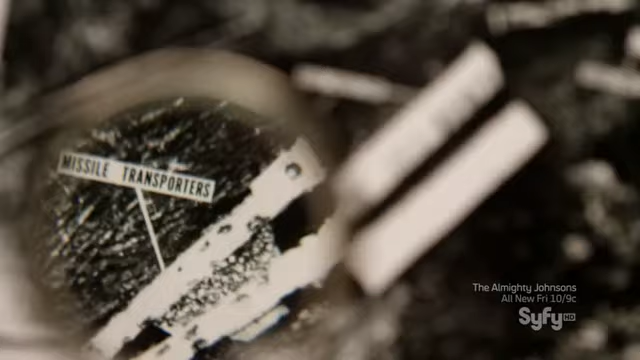 MISSILE TRANSPORTERS
The Almighty Johnsons
All New Fri 10/9c
Syfy HD